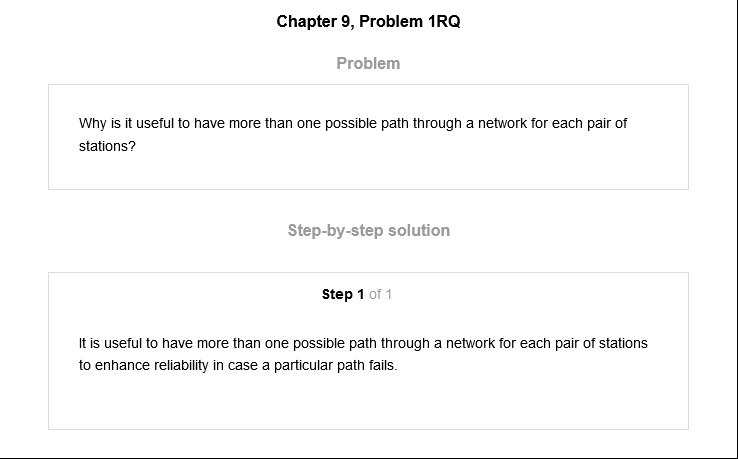 Chapter 9, Problem 1RQ
Problem
Why is it useful to have more than one possible path through a network for each pair of
stations?
Step-by-step solution
Step 1 of 1
It is useful to have more than one possible path through a network for each pair of stations
to enhance reliability in case a particular path fails.